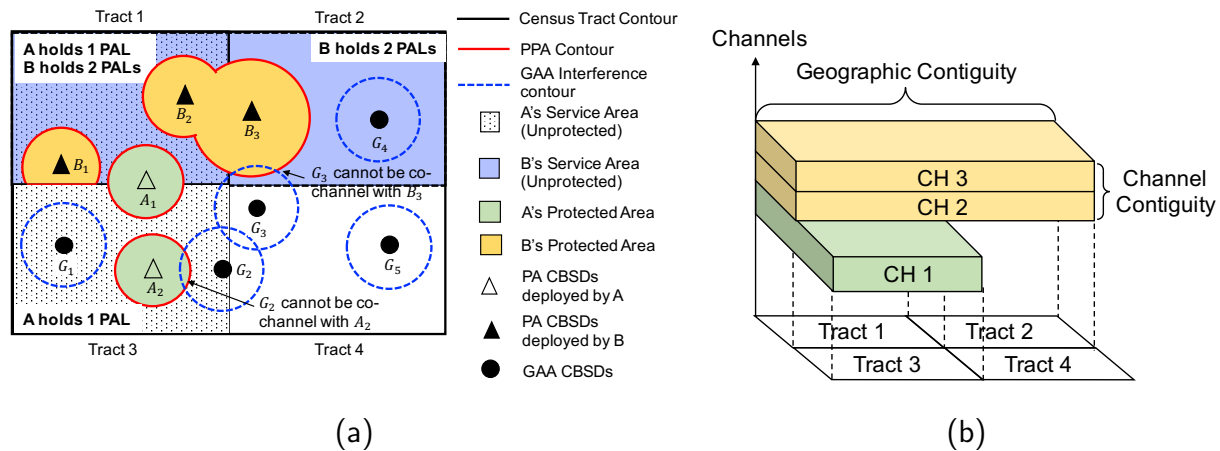 Tract 1
Tract 2
A holds 1 PAL
B holds 2 PALs
B holds 2 PALs
B₂
B₃
G₄
B₁
A₁
G₃ cannot be co-
channel with B₃
G₃
G₁
A₂
G₂
G₅
G₂ cannot be co-
channel with A₂
A holds 1 PAL
Tract 3
Tract 4
Census Tract Contour
PPA Contour
GAA Interference
contour
A's Service Area
(Unprotected)
B's Service Area
(Unprotected)
A's Protected Area
B's Protected Area
PA CBSDs
deployed by A
PA CBSDs
deployed by B
GAA CBSDs
(a)
Channels
Geographic Contiguity
CH 3
CH 2
Channel
Contiguity
CH 1
Tract 1
Tract 2
Tract 3
Tract 4
(b)